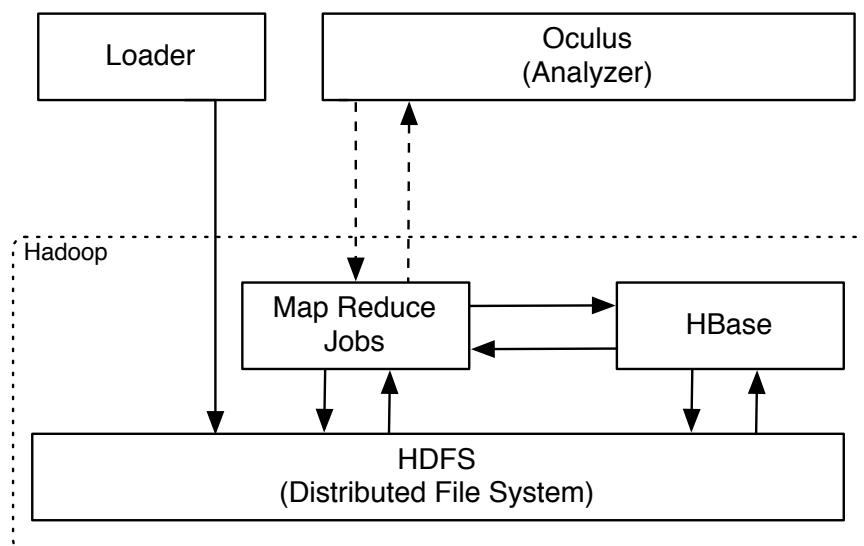 Loader
Oculus
(Analyzer)
Hadoop
Map Reduce
Jobs
HBase
HDFS
(Distributed File System)